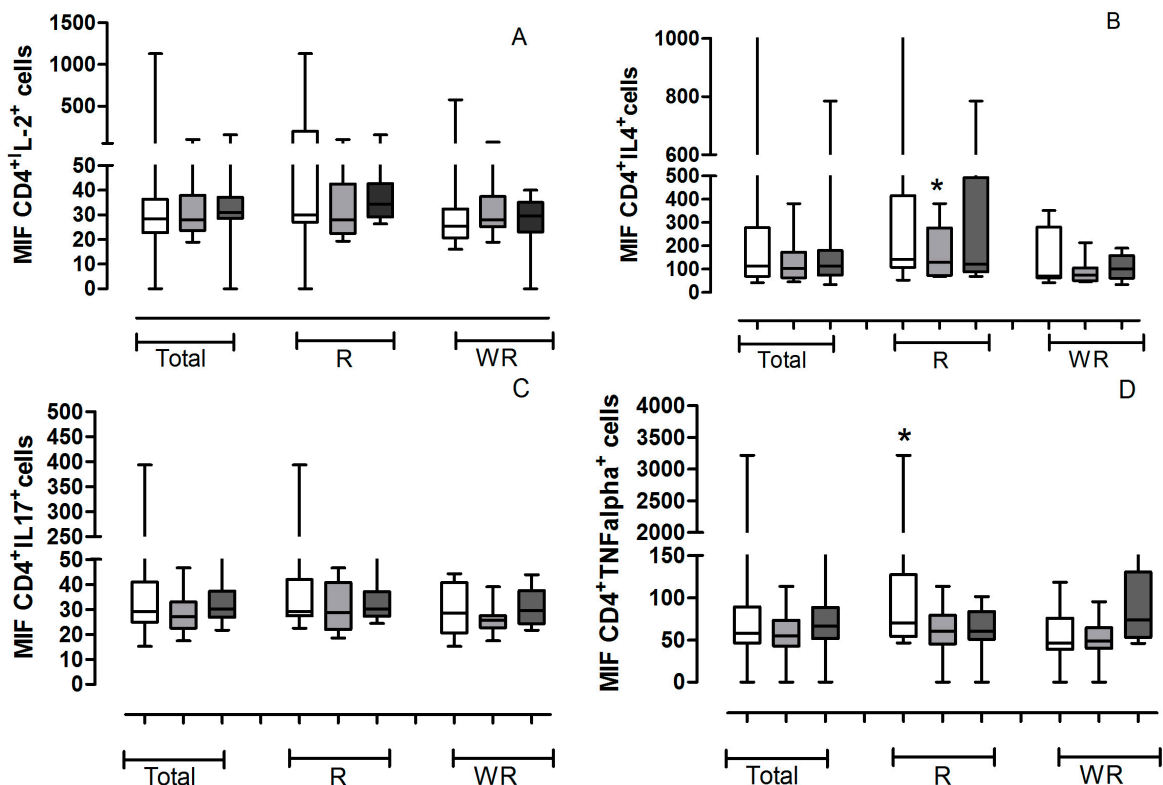 A
MIF CD4⁺ᴵL-2⁺ cells
1500
1000
500
50
40
30
20
10
0
Total
R
WR
B
MIF CD4⁺IL4⁺cells
1000
800
600
500
400
300
200
100
0
*
Total
R
WR
C
MIF CD4⁺IL17⁺cells
500
450
400
350
300
250
50
40
30
20
10
0
Total
R
WR
D
MIF CD4⁺TNFalpha⁺ cells
4000
3500
3000
2500
2000
150
100
50
0
*
Total
R
WR